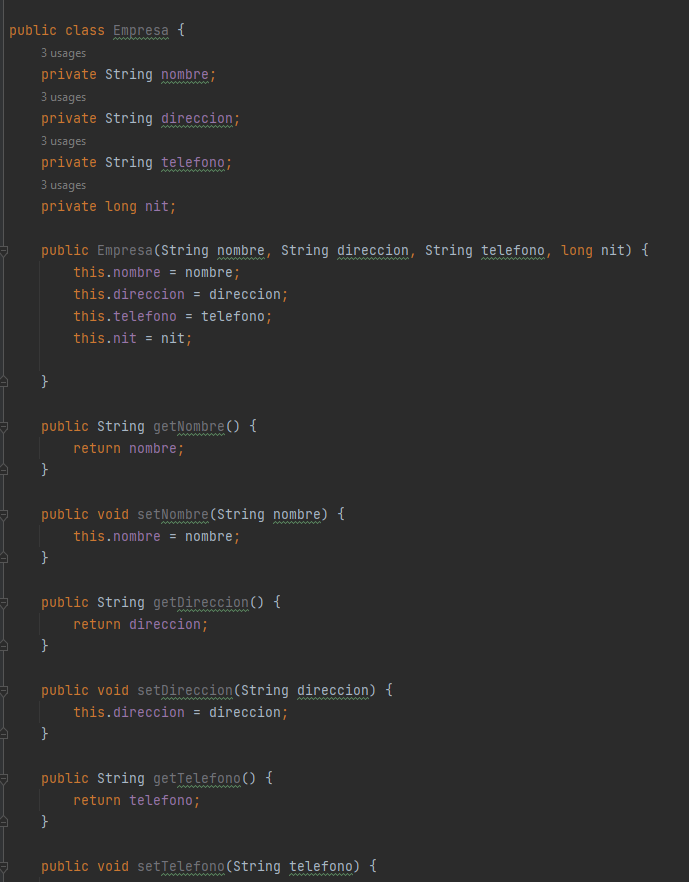 public class Empresa {
3 usages
private String nombre;
3 usages
private String direccion;
3 usages
private String telefono;
3 usages
private long nit;
public Empresa(String nombre, String direccion, String telefono, long nit) {
this.nombre = nombre;
this.direccion = direccion;
this.telefono = telefono;
this.nit = nit;
}
public String getNombre() {
return nombre;
}
public void setNombre(String nombre) {
this.nombre = nombre;
}
public String getDireccion() {
return direccion;
}
public void setDireccion(String direccion) {
this.direccion = direccion;
}
public String getTelefono() {
return telefono;
}
public void setTelefono(String telefono) {